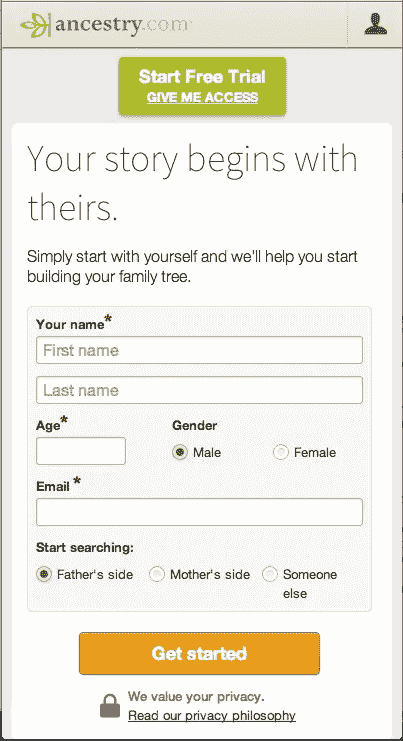 ancestry.com
Start Free Trial
GIVE ME ACCESS
Your story begins with
theirs.
Simply start with yourself and we'll help you start
building your family tree.
Your name*
First name
Last name
Age* Gender
Male Female
Email *
Start searching:
Father's side Mother's side Someone
else
Get started
We value your privacy.
Read our privacy philosophy